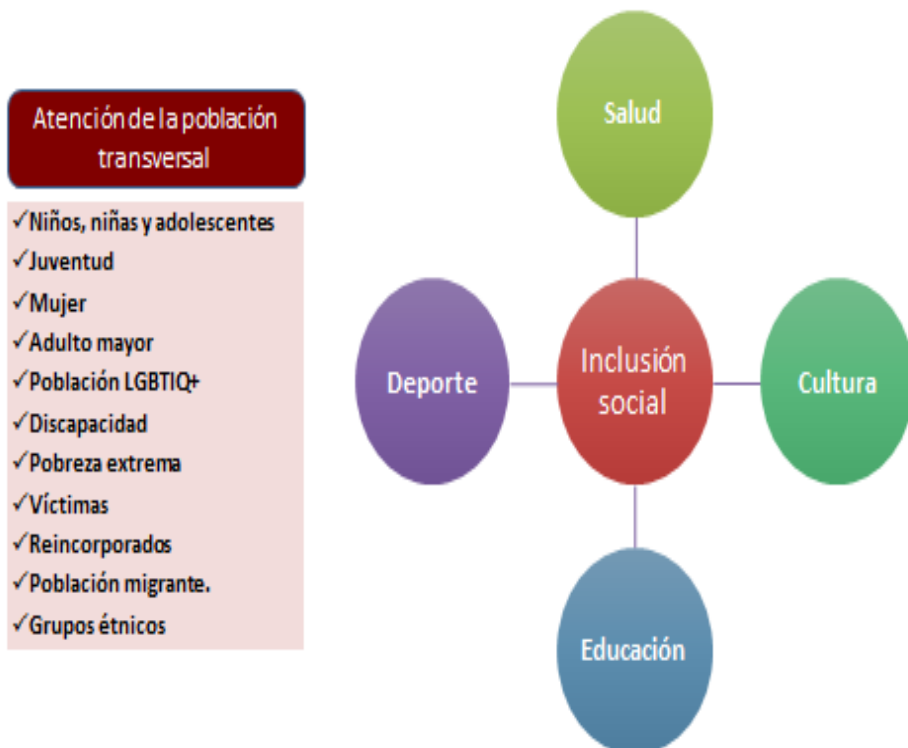 Atención de la población
transversal
✓Niños, niñas y adolescentes
✓Juventud
✓Mujer
✓Adulto mayor
✓Población LGBTIQ+
✓Discapacidad
✓Pobreza extrema
✓Víctimas
✓Reincorporados
✓Población migrante.
✓Grupos étnicos
Salud
Deporte
Inclusión
social
Cultura
Educación